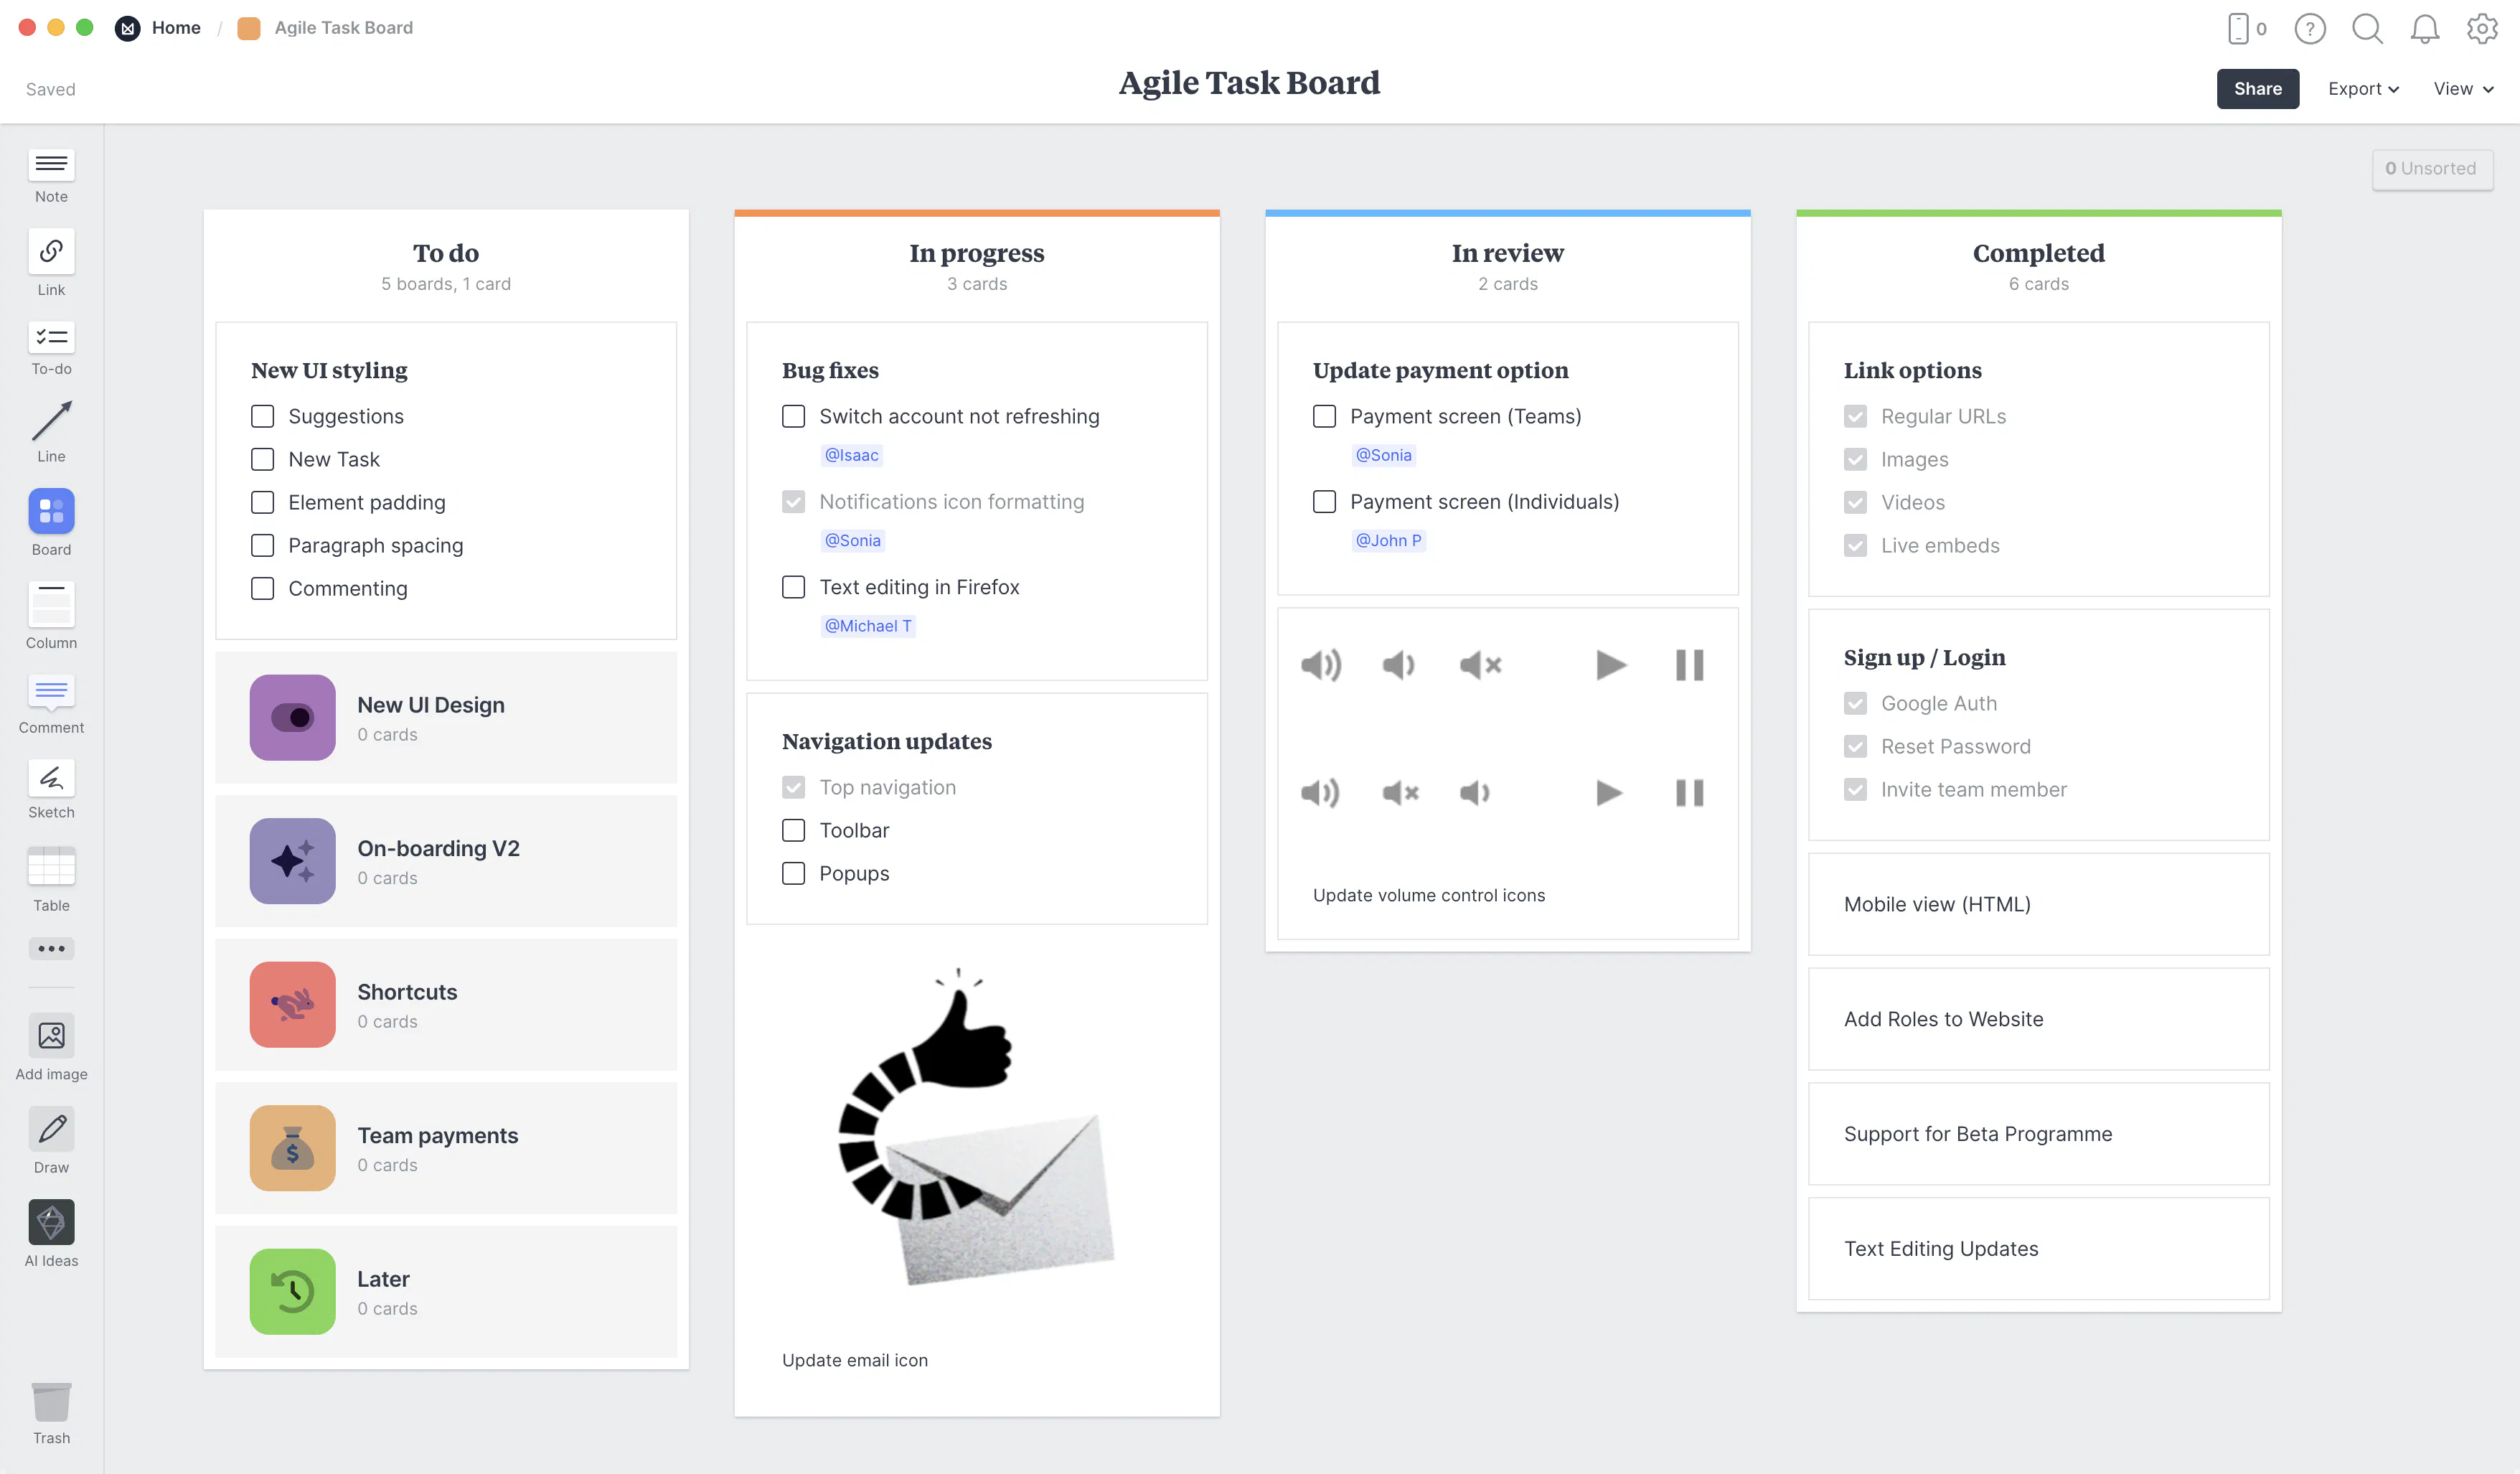 Home / Agile Task Board
0
Saved
Agile Task Board
Share
Export
View
Note
Link
To-do
Line
Board
Column
Comment
Sketch
Table
Add image
Draw
AI Ideas
Trash
0 Unsorted
To do
5 boards, 1 card
New UI styling
Suggestions
New Task
Element padding
Paragraph spacing
Commenting
New UI Design
0 cards
On-boarding V2
0 cards
Shortcuts
0 cards
$
Team payments
0 cards
Later
0 cards
In progress
3 cards
Bug fixes
Switch account not refreshing
@Isaac
Notifications icon formatting
@Sonia
Text editing in Firefox
@Michael T
Navigation updates
Top navigation
Toolbar
Popups
Update email icon
In review
2 cards
Update payment option
Payment screen (Teams)
@Sonia
Payment screen (Individuals)
@John P
Update volume control icons
Completed
6 cards
Link options
Regular URLs
Images
Videos
Live embeds
Sign up / Login
Google Auth
Reset Password
Invite team member
Mobile view (HTML)
Add Roles to Website
Support for Beta Programme
Text Editing Updates